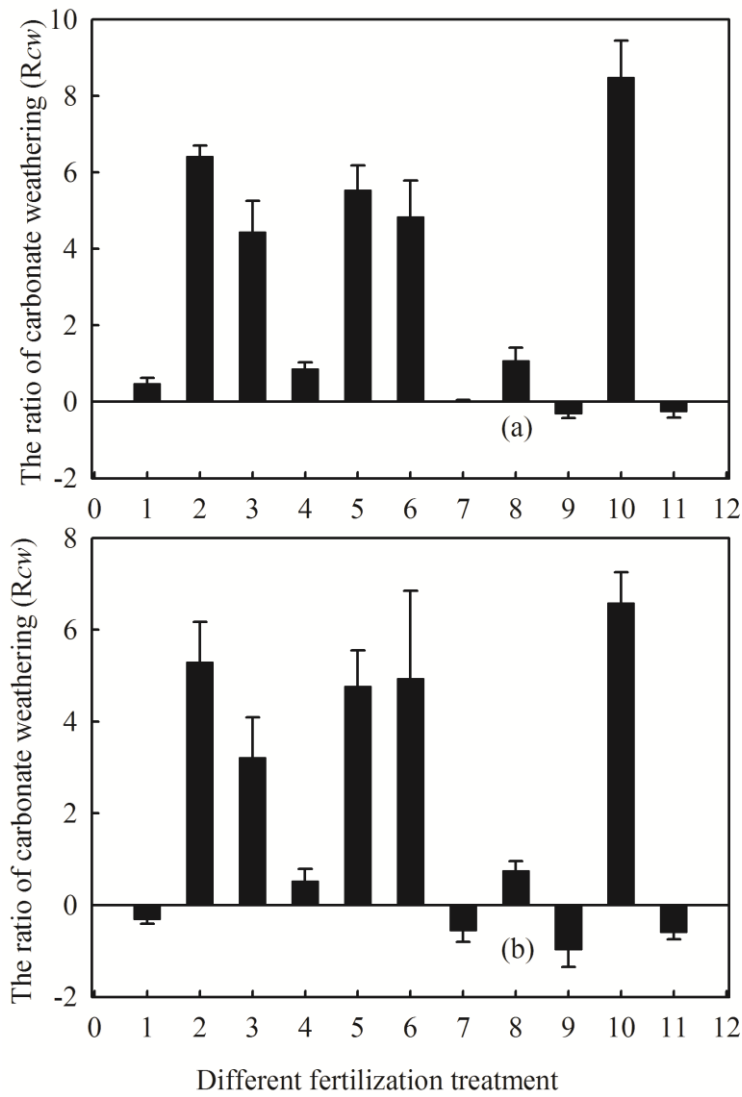 The ratio of carbonate weathering (Rcw)
10
8
6
4
2
0
-2
(a)
0 1 2 3 4 5 6 7 8 9 10 11 12
The ratio of carbonate weathering (Rcw)
8
6
4
2
0
-2
(b)
0 1 2 3 4 5 6 7 8 9 10 11 12
Different fertilization treatment